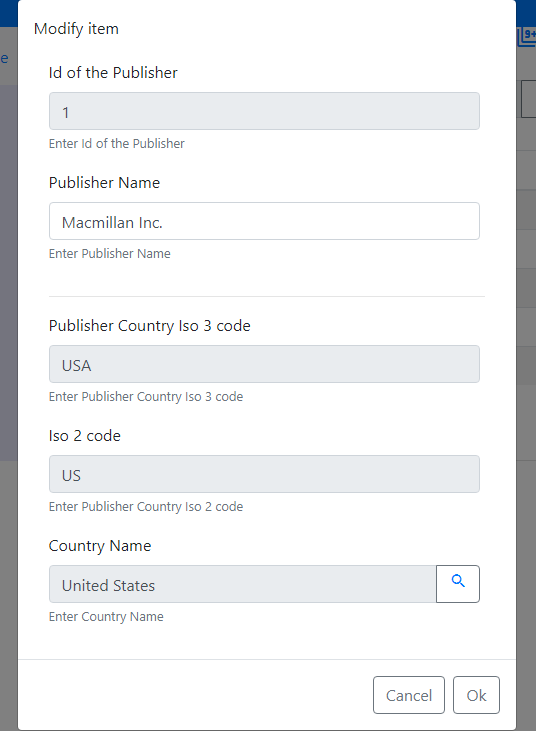 Modify item
9+
e
Id of the Publisher
1
Enter Id of the Publisher
Publisher Name
Macmillan Inc.
Enter Publisher Name
Publisher Country Iso 3 code
USA
Enter Publisher Country Iso 3 code
Iso 2 code
US
Enter Publisher Country Iso 2 code
Country Name
United States
Enter Country Name
Cancel
Ok